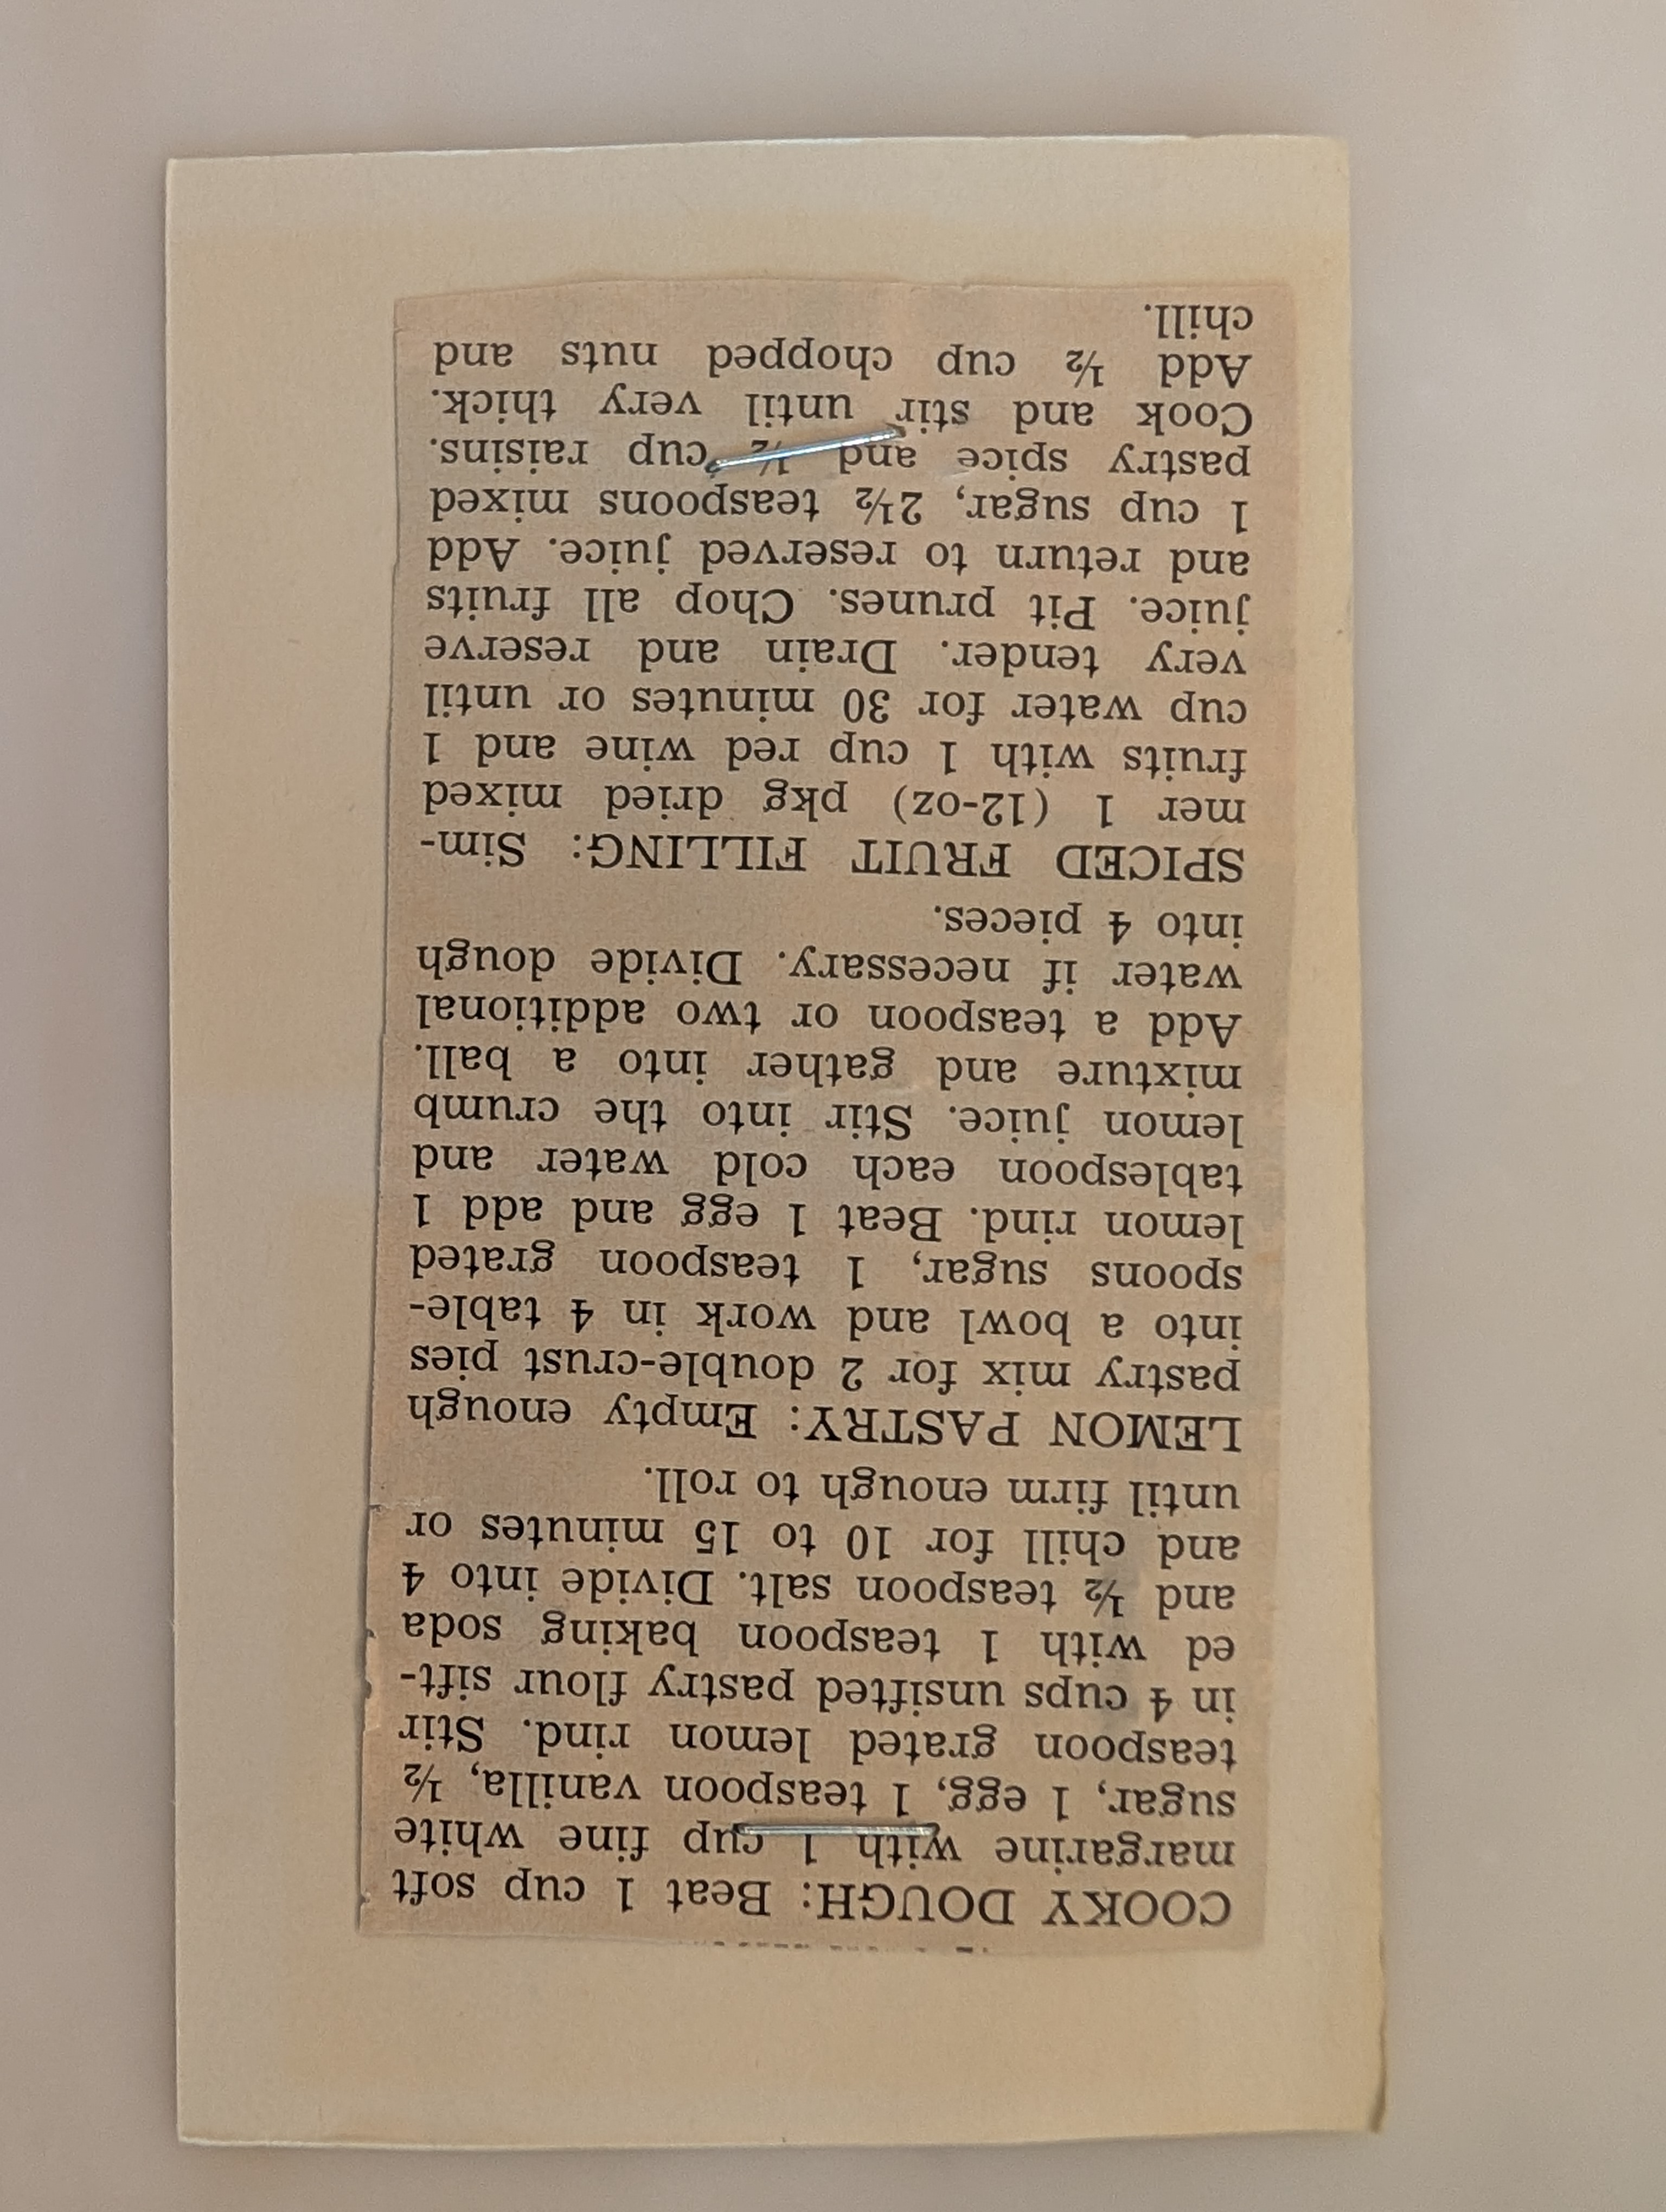 COOKY DOUGH: Beat 1 cup soft
margarine with 1 cup fine white
sugar, 1 egg, 1 teaspoon vanilla, ½
teaspoon grated lemon rind. Stir
in 4 cups unsifted pastry flour sift-
ed with 1 teaspoon baking soda
and ½ teaspoon salt. Divide into 4
and chill for 10 to 15 minutes or
until firm enough to roll.
LEMON PASTRY: Empty enough
pastry mix for 2 double-crust pies
into a bowl and work in 4 table-
spoons sugar, 1 teaspoon grated
lemon rind. Beat 1 egg and add 1
tablespoon each cold water and
lemon juice. Stir into the crumb
mixture and gather into a ball.
Add a teaspoon or two additional
water if necessary. Divide dough
into 4 pieces.
SPICED FRUIT FILLING: Sim-
mer 1 (12-oz) pkg dried mixed
fruits with 1 cup red wine and 1
cup water for 30 minutes or until
very tender. Drain and reserve
juice. Pit prunes. Chop all fruits
and return to reserved juice. Add
1 cup sugar, 2½ teaspoons mixed
pastry spice and ½ cup raisins.
Cook and stir until very thick.
Add ½ cup chopped nuts and
chill.